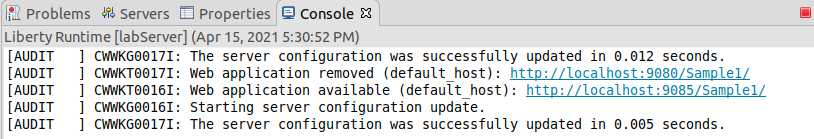 Problems Servers Properties Console
Liberty Runtime [labServer] (Apr 15, 2021 5:30:52 PM)
[AUDIT   ] CWWKG0017I: The server configuration was successfully updated in 0.012 seconds.
[AUDIT   ] CWWKT0017I: Web application removed (default_host): http://localhost:9080/Sample1/
[AUDIT   ] CWWKT0016I: Web application available (default_host): http://localhost:9085/Sample1/
[AUDIT   ] CWWKG0016I: Starting server configuration update.
[AUDIT   ] CWWKG0017I: The server configuration was successfully updated in 0.005 seconds.